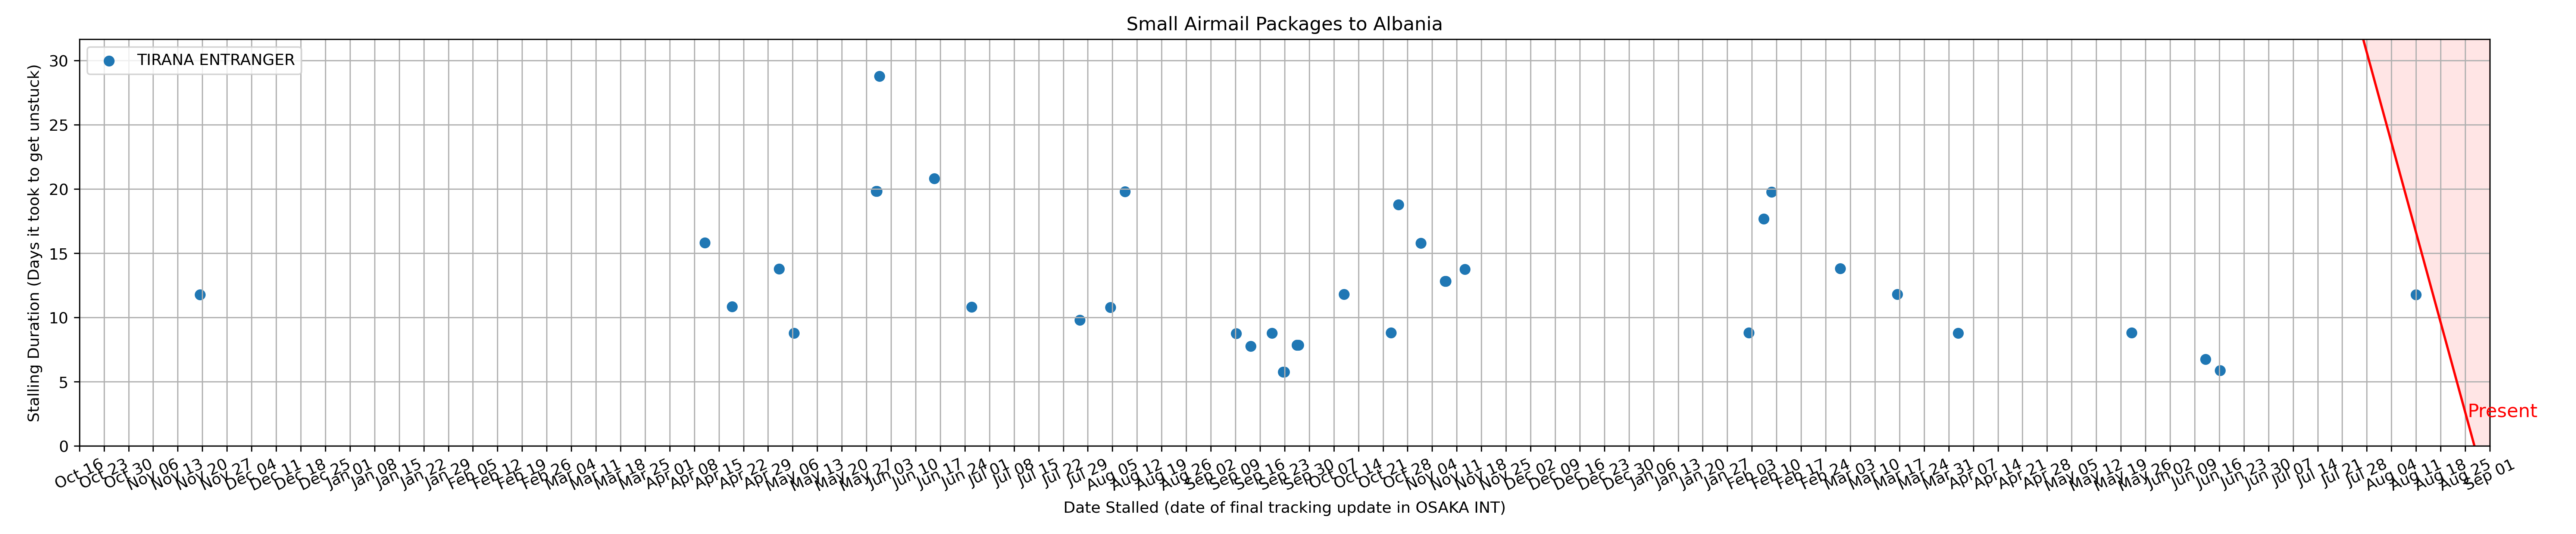 Small Airmail Packages to Albania
TIRANA ENTRANGER
Stalling Duration (Days it took to get unstuck)
30
25
20
15
10
5
0
Present
Oct 16
Oct 23
Oct 30
Nov 06
Nov 13
Nov 20
Nov 27
Dec 04
Dec 11
Dec 18
Dec 25
Jan 01
Jan 08
Jan 15
Jan 22
Jan 29
Feb 05
Feb 12
Feb 19
Feb 26
Mar 04
Mar 11
Mar 18
Mar 25
Apr 01
Apr 08
Apr 15
Apr 22
Apr 29
May 06
May 13
May 20
May 27
Jun 03
Jun 10
Jun 17
Jun 24
Jul 01
Jul 08
Jul 15
Jul 22
Jul 29
Aug 05
Aug 12
Aug 19
Aug 26
Sep 02
Sep 09
Sep 16
Sep 23
Sep 30
Oct 07
Oct 14
Oct 21
Oct 28
Nov 04
Nov 11
Nov 18
Nov 25
Dec 02
Dec 09
Dec 16
Dec 23
Dec 30
Jan 06
Jan 13
Jan 20
Jan 27
Feb 03
Feb 10
Feb 17
Feb 24
Mar 03
Mar 10
Mar 17
Mar 24
Mar 31
Apr 07
Apr 14
Apr 21
Apr 28
May 05
May 12
May 19
May 26
Jun 02
Jun 09
Jun 16
Jun 23
Jun 30
Jul 07
Jul 14
Jul 21
Jul 28
Aug 04
Aug 11
Aug 18
Aug 25
Sep 01
Date Stalled (date of final tracking update in OSAKA INT)